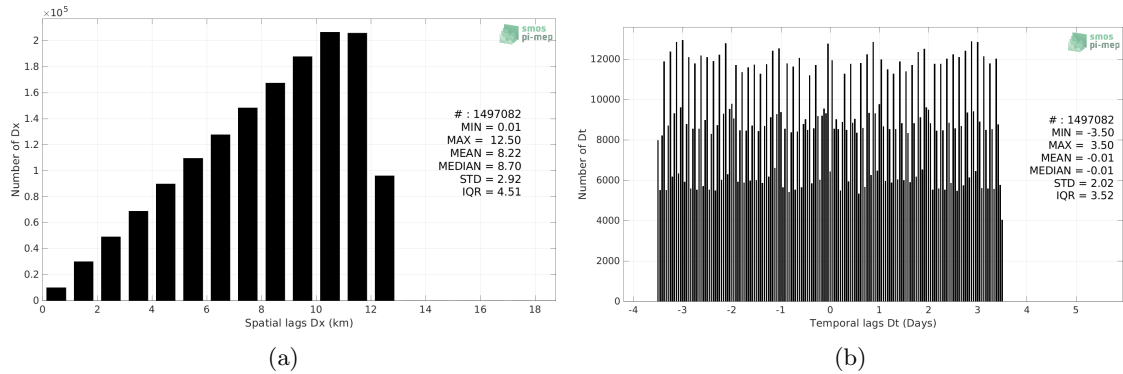 ×10^5
2
1.8
1.6
1.4
1.2
1
0.8
0.6
0.4
0.2
0
0 2 4 6 8 10 12 14 16 18
Number of Dx
Spatial lags Dx (km)
smos
pi-mep
# : 1497082
MIN = 0.01
MAX = 12.50
MEAN = 8.22
MEDIAN = 8.70
STD = 2.92
IQR = 4.51
(a)
12000
10000
8000
6000
4000
2000
0
-4 -3 -2 -1 0 1 2 3 4 5
Number of Dt
Temporal lags Dt (Days)
smos
pi-mep
# : 1497082
MIN = -3.50
MAX = 3.50
MEAN = -0.01
MEDIAN = -0.01
STD = 2.02
IQR = 3.52
(b)